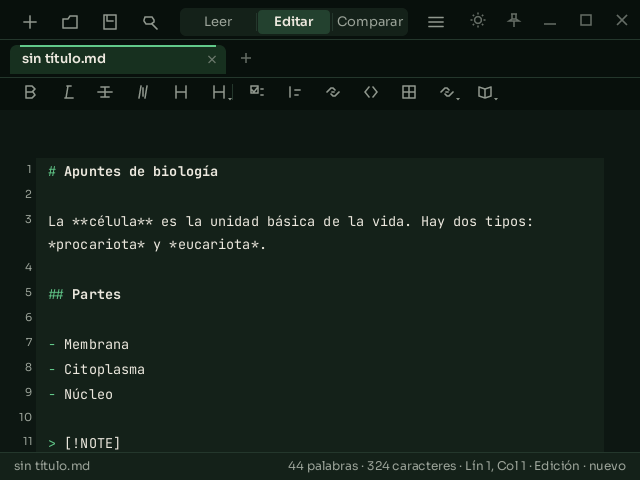 Leer Editar Comparar
sin título.md
1 # Apuntes de biología
2
3 La **célula** es la unidad básica de la vida. Hay dos tipos:
*procariota* y *eucariota*.
4
5 ## Partes
6
7 - Membrana
8 - Citoplasma
9 - Núcleo
10
11 > [!NOTE]
sin título.md 44 palabras · 324 caracteres · Lín 1, Col 1 · Edición · nuevo